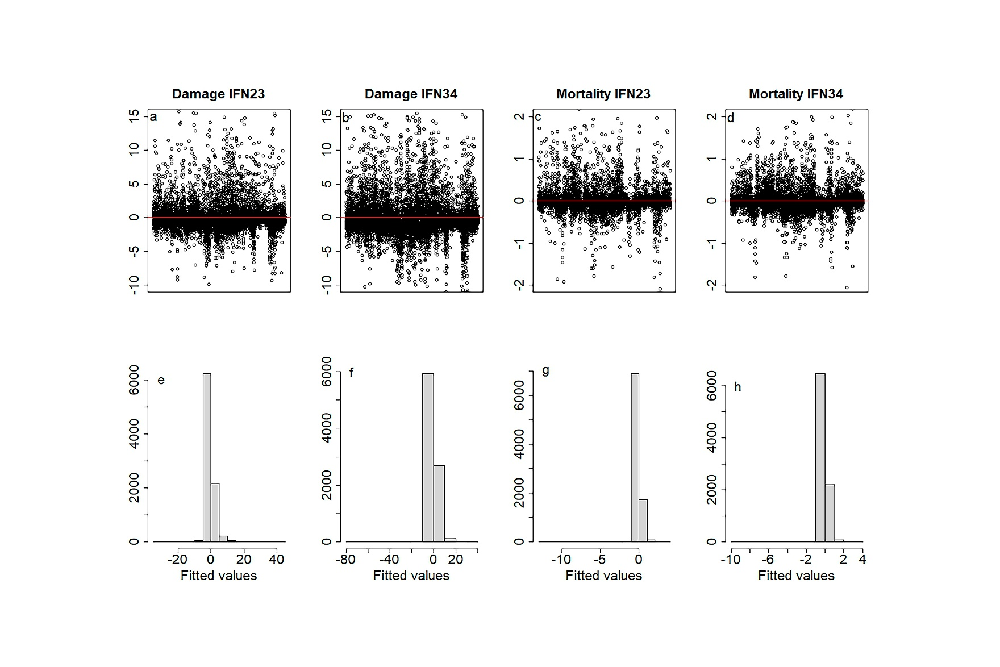 Damage IFN23 Damage IFN34 Mortality IFN23 Mortality IFN34
a b c d
15 10 5 0 -5 -10
15 10 5 0 -5 -10
2 1 0 -1 -2
2 1 0 -1 -2
e f g h
6000 4000 2000 0
6000 4000 2000 0
6000 4000 2000 0
6000 4000 2000 0
-20 0 20 40 -80 -40 0 20 -10 -5 0 -10 -6 -2 2 4
Fitted values Fitted values Fitted values Fitted values